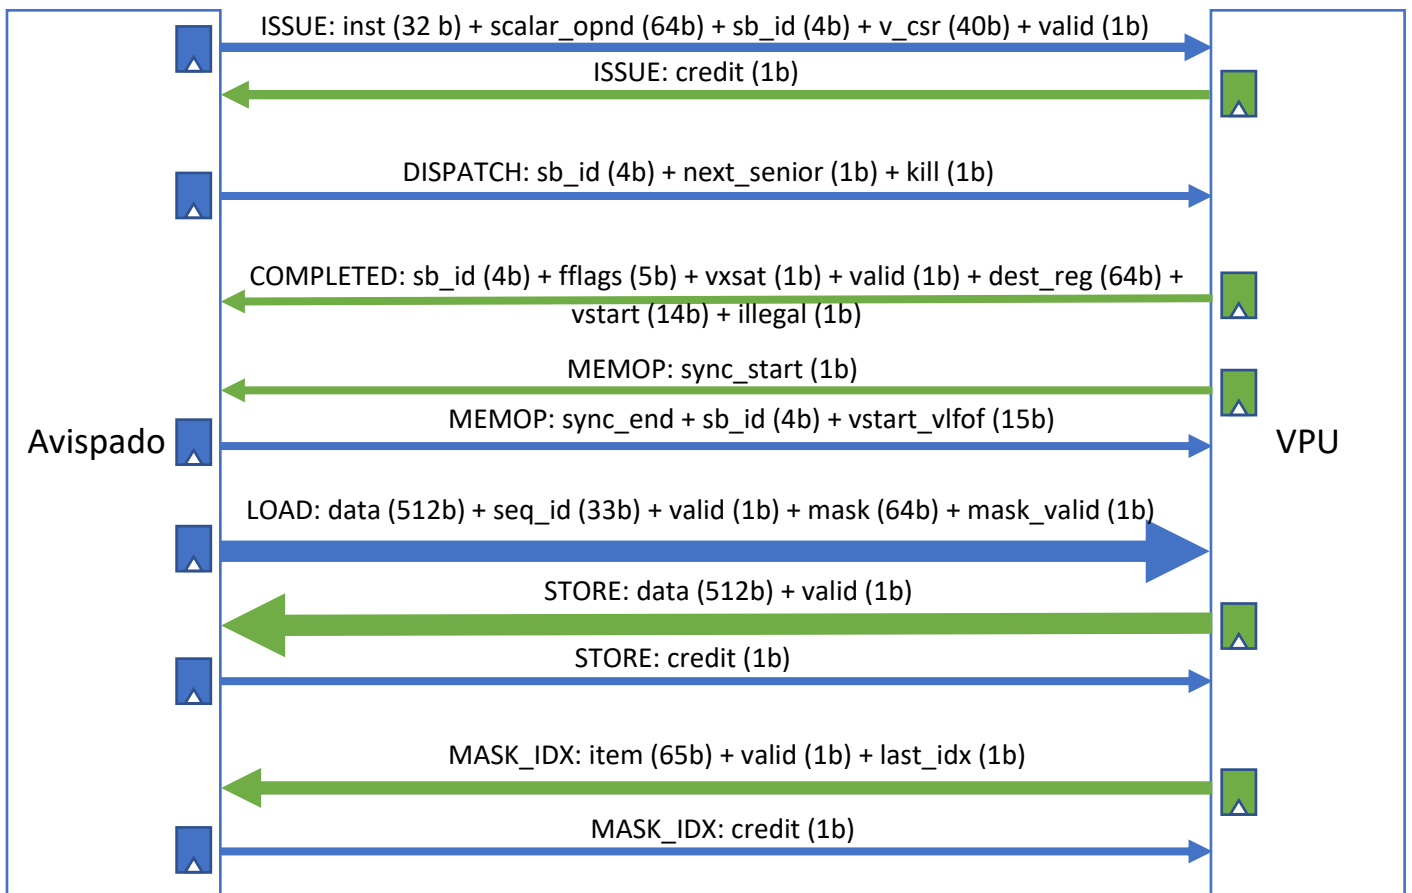 ISSUE: inst (32 b) + scalar_opnd (64b) + sb_id (4b) + v_csr (40b) + valid (1b)
ISSUE: credit (1b)
DISPATCH: sb_id (4b) + next_senior (1b) + kill (1b)
COMPLETED: sb_id (4b) + fflags (5b) + vxsat (1b) + valid (1b) + dest_reg (64b) +
vstart (14b) + illegal (1b)
MEMOP: sync_start (1b)
MEMOP: sync_end + sb_id (4b) + vstart_vlfof (15b)
Avispado
VPU
LOAD: data (512b) + seq_id (33b) + valid (1b) + mask (64b) + mask_valid (1b)
STORE: data (512b) + valid (1b)
STORE: credit (1b)
MASK_IDX: item (65b) + valid (1b) + last_idx (1b)
MASK_IDX: credit (1b)